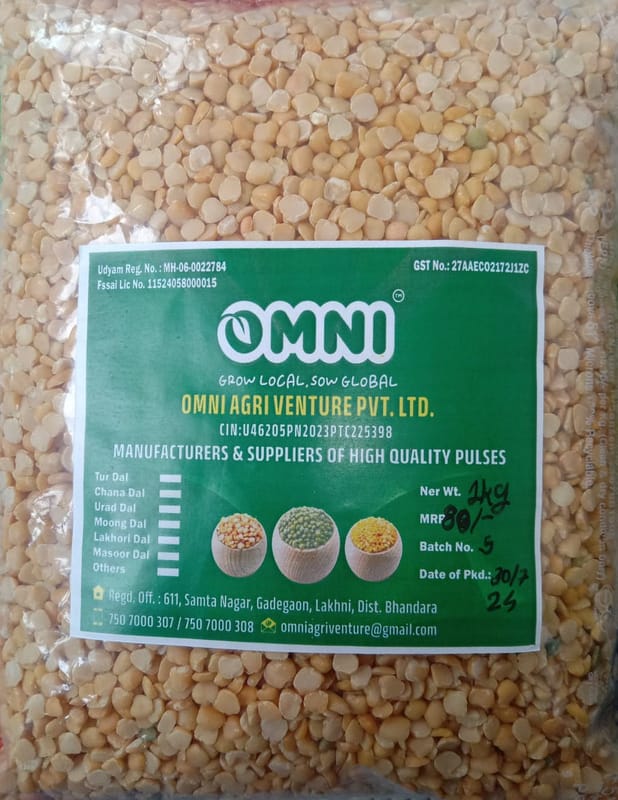 Udyam Reg. No. : MH-06-0022784
Fssai Lic No. 11524058000015
GST No.: 27AAECO2172J1ZC
OMNI TM
GROW LOCAL, SOW GLOBAL
OMNI AGRI VENTURE PVT. LTD.
CIN:U46205PN2023PTC225398
MANUFACTURERS & SUPPLIERS OF HIGH QUALITY PULSES
Tur Dal
Chana Dal
Urad Dal
Moong Dal
Lakhori Dal
Masoor Dal
Others
Ner Wt. 1kg
MRP 80/-
Batch No. 5
Date of Pkd.: 30/7
24
Regd. Off. : 611, Samta Nagar, Gadegaon, Lakhni, Dist. Bhandara
750 7000 307 / 750 7000 308 omniagriventure@gmail.com